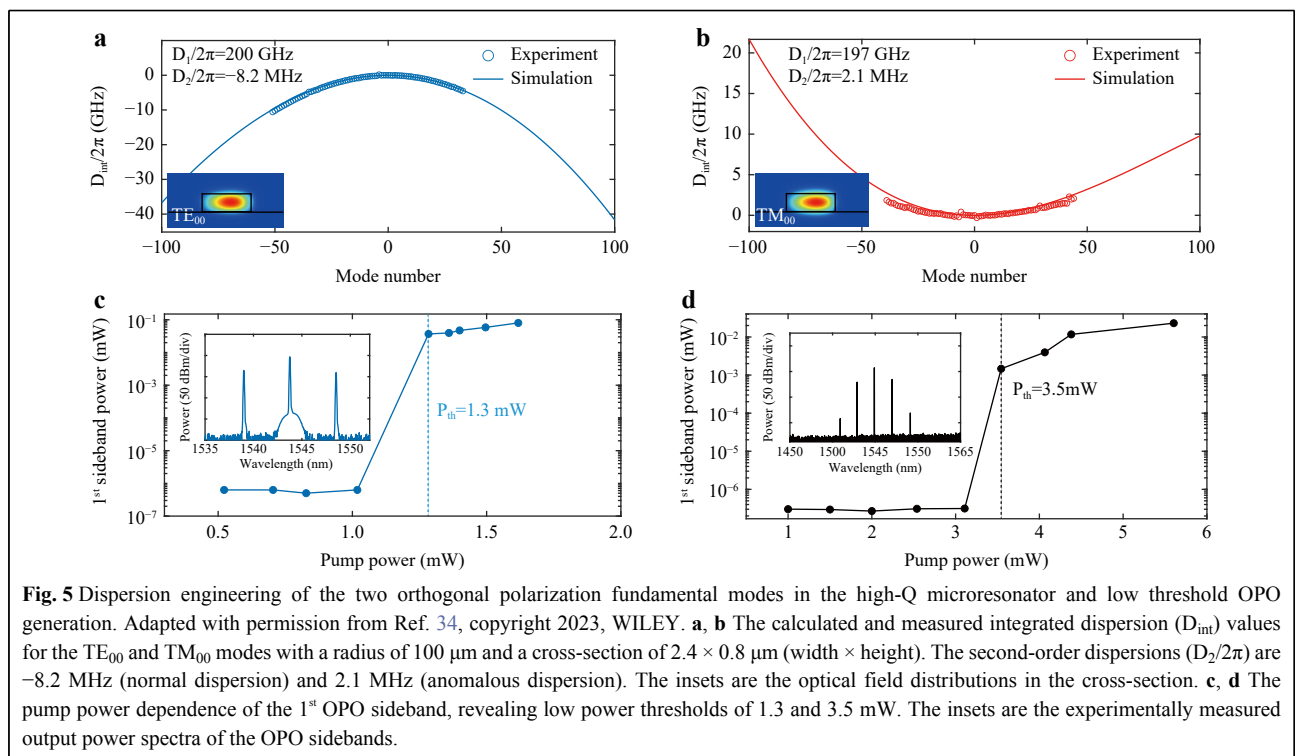 a
D₁/2π=200 GHz
D₂/2π=−8.2 MHz
Experiment
Simulation
0
−10
−20
−30
−40
D_int/2π (GHz)
TE₀₀
−100
−50
0
50
100
Mode number
b
D₁/2π=197 GHz
D₂/2π=2.1 MHz
Experiment
Simulation
20
15
10
5
0
D_int/2π (GHz)
TM₀₀
−100
−50
0
50
100
Mode number
c
10⁻¹
10⁻³
10⁻⁵
10⁻⁷
1ˢᵗ sideband power (mW)
Power (50 dBm/div)
1535
1540
1545
1550
Wavelength (nm)
P_th=1.3 mW
0.5
1.0
1.5
2.0
Pump power (mW)
d
10⁻²
10⁻³
10⁻⁴
10⁻⁵
10⁻⁶
1ˢᵗ sideband power (mW)
Power (50 dBm/div)
1450
1500
1545
1550
1565
Wavelength (nm)
P_th=3.5mW
1
2
3
4
5
6
Pump power (mW)
Fig. 5 Dispersion engineering of the two orthogonal polarization fundamental modes in the high-Q microresonator and low threshold OPO
generation. Adapted with permission from Ref. 34, copyright 2023, WILEY. a, b The calculated and measured integrated dispersion (D_int) values
for the TE₀₀ and TM₀₀ modes with a radius of 100 μm and a cross-section of 2.4 × 0.8 μm (width × height). The second-order dispersions (D₂/2π) are
−8.2 MHz (normal dispersion) and 2.1 MHz (anomalous dispersion). The insets are the optical field distributions in the cross-section. c, d The
pump power dependence of the 1ˢᵗ OPO sideband, revealing low power thresholds of 1.3 and 3.5 mW. The insets are the experimentally measured
output power spectra of the OPO sidebands.